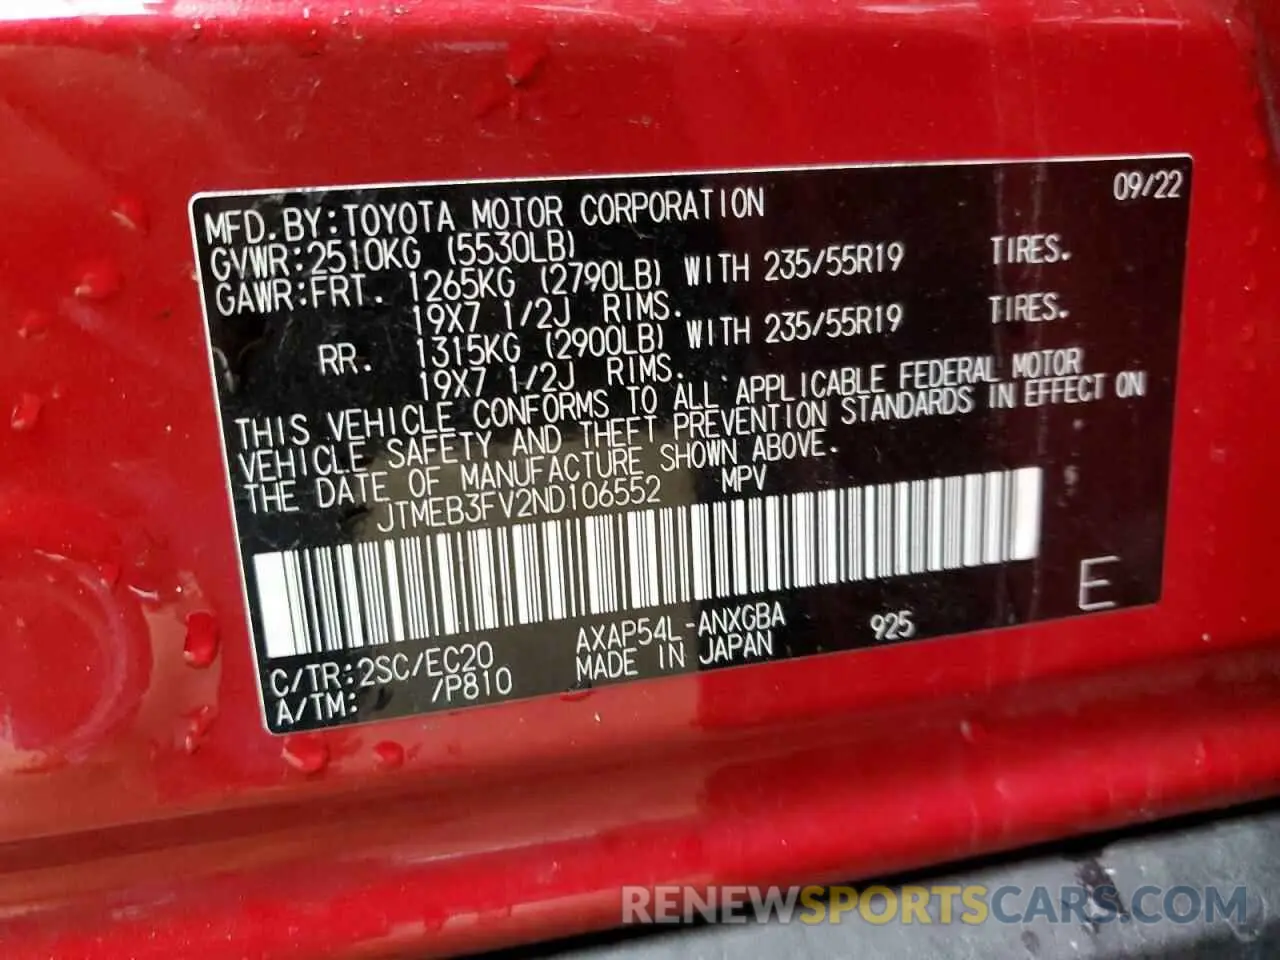 09/22
MFD. BY: TOYOTA MOTOR CORPORATION
GVWR: 2510KG (5530LB)
GAWR: FRT. 1265KG (2790LB) WITH 235/55R19 TIRES.
19X7 1/2J RIMS.
RR. 1315KG (2900LB) WITH 235/55R19 TIRES.
19X7 1/2J RIMS.
THIS VEHICLE CONFORMS TO ALL APPLICABLE FEDERAL MOTOR
VEHICLE SAFETY AND THEFT PREVENTION STANDARDS IN EFFECT ON
THE DATE OF MANUFACTURE SHOWN ABOVE.
JTMEB3FV2ND106552 MPV
E
C/TR: 2SC/EC20 AXAP54L-ANXGBA 925
A/TM: /P810 MADE IN JAPAN
RENEWSPORTSCARS.COM